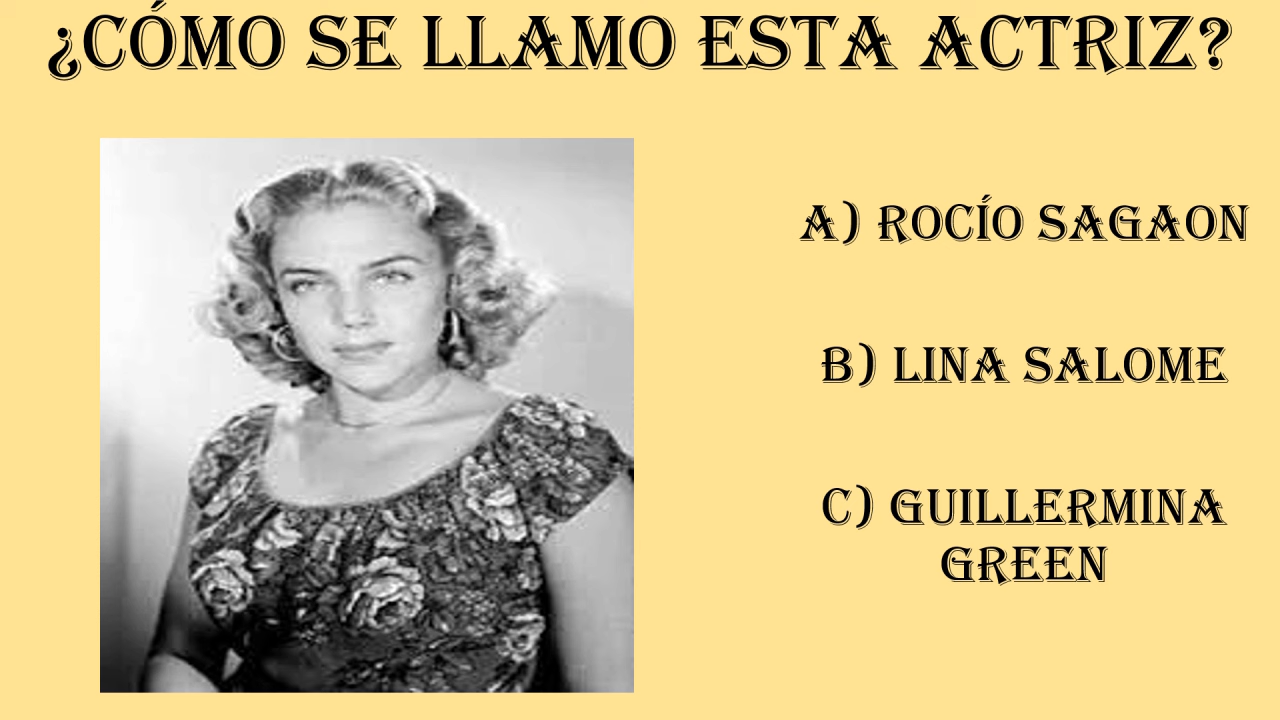 ¿CÓMO SE LLAMO ESTA ACTRIZ?
A) ROCÍO SAGAON
B) LINA SALOME
C) GUILLERMINA
GREEN